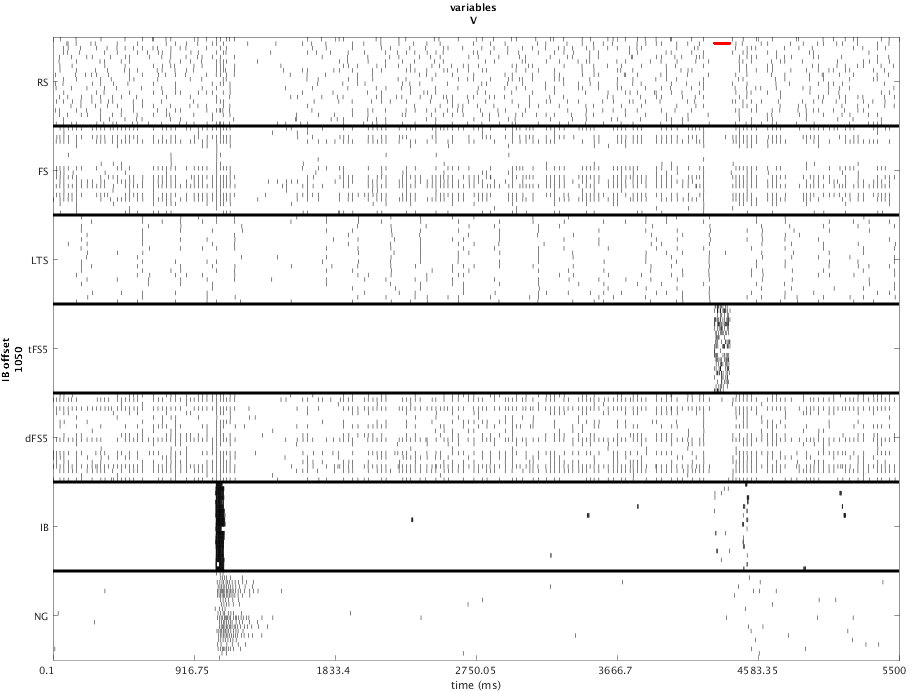 variables
V
RS
FS
LTS
tFS5
dFS5
IB
NG
IB offset
1050
0.1 916.75 1833.4 2750.05 3666.7 4583.35 5500
time (ms)